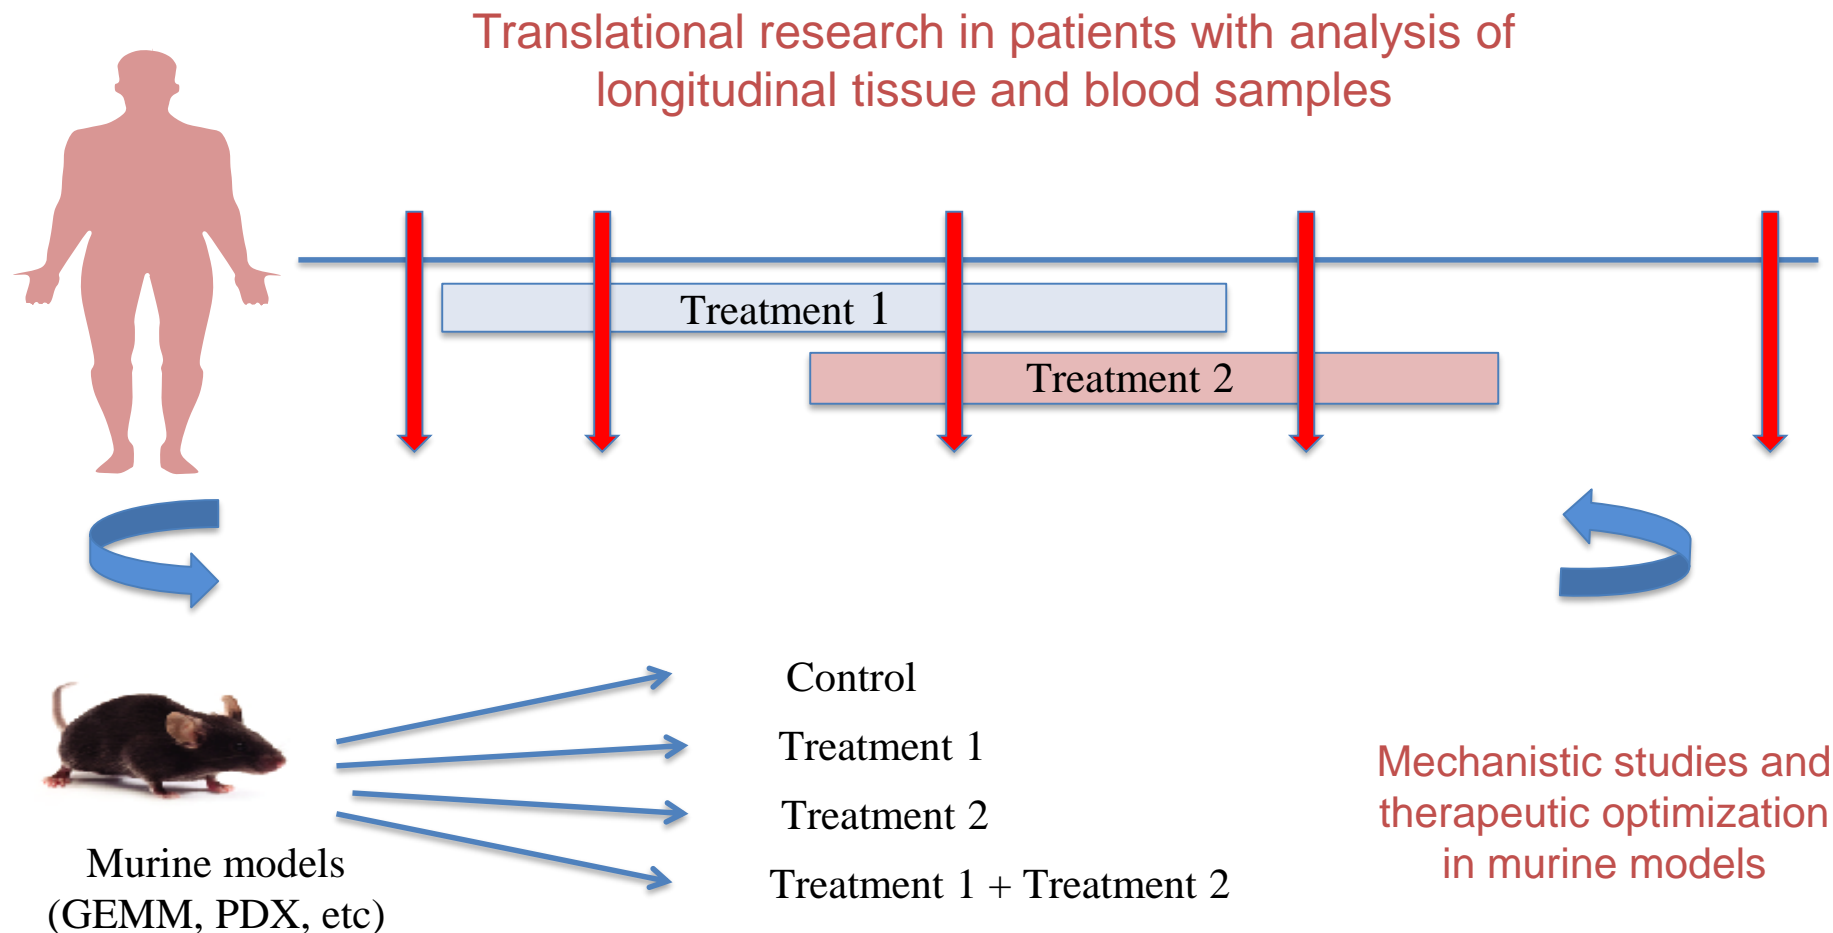 Translational research in patients with analysis of
longitudinal tissue and blood samples
Treatment 1
Treatment 2
Control
Treatment 1
Treatment 2
Treatment 1 + Treatment 2
Murine models
(GEMM, PDX, etc)
Mechanistic studies and
therapeutic optimization
in murine models